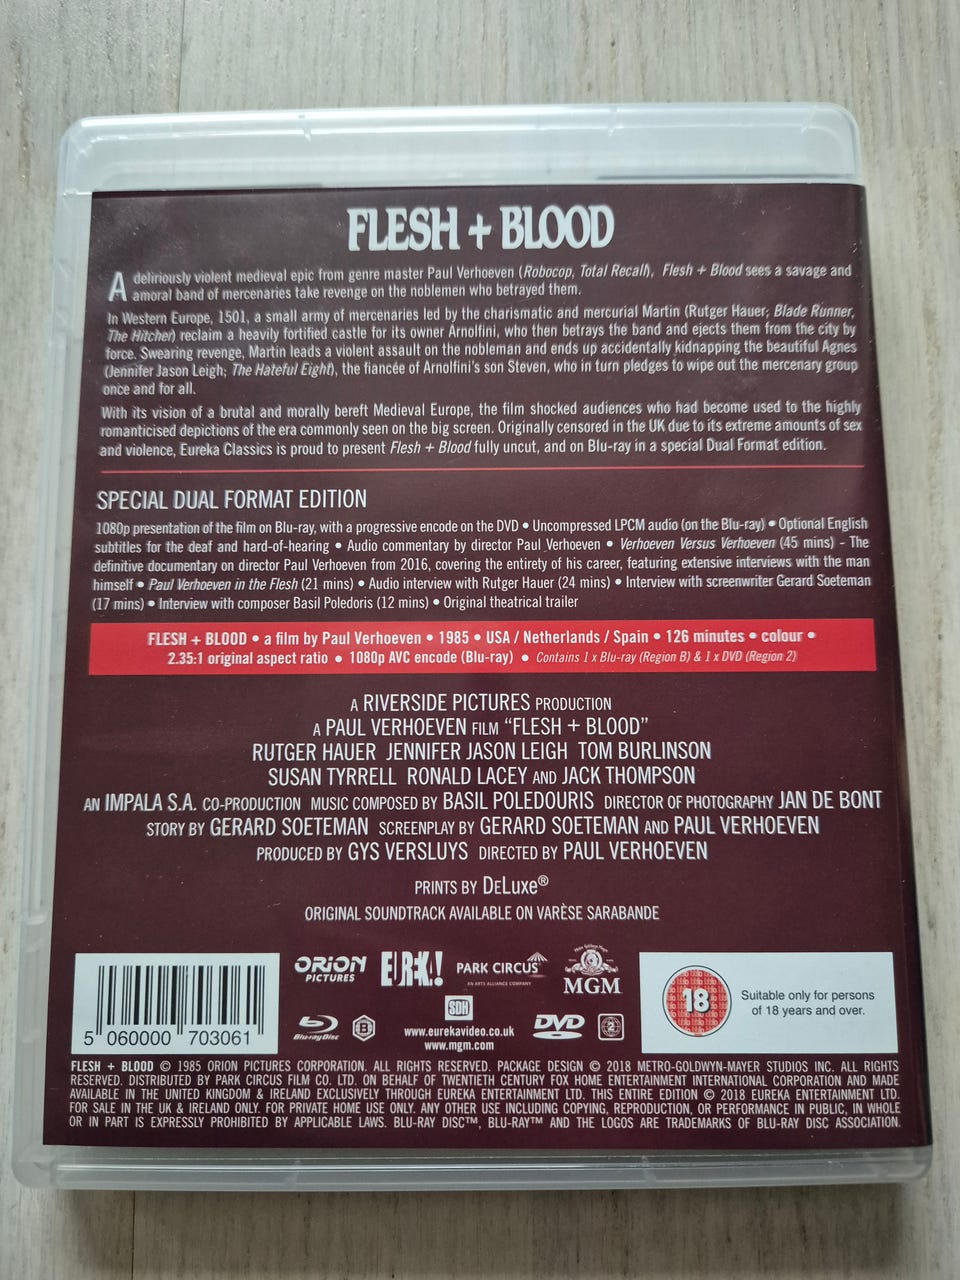 FLESH + BLOOD
A deliriously violent medieval epic from genre master Paul Verhoeven (Robocop, Total Recall), Flesh + Blood sees a savage and
amoral band of mercenaries take revenge on the noblemen who betrayed them.
In Western Europe, 1501, a small army of mercenaries led by the charismatic and mercurial Martin (Rutger Hauer; Blade Runner,
The Hitcher) reclaim a heavily fortified castle for its owner Arnolfini, who then betrays the band and ejects them from the city by
force. Swearing revenge, Martin leads a violent assault on the nobleman and ends up accidentally kidnapping the beautiful Agnes
(Jennifer Jason Leigh; The Hateful Eight), the fiancée of Arnolfini's son Steven, who in turn pledges to wipe out the mercenary group
once and for all.
With its vision of a brutal and morally bereft Medieval Europe, the film shocked audiences who had become used to the highly
romanticised depictions of the era commonly seen on the big screen. Originally censored in the UK due to its extreme amounts of sex
and violence, Eureka Classics is proud to present Flesh + Blood fully uncut, and on Blu-ray in a special Dual Format edition.
SPECIAL DUAL FORMAT EDITION
1080p presentation of the film on Blu-ray, with a progressive encode on the DVD • Uncompressed LPCM audio (on the Blu-ray) • Optional English
subtitles for the deaf and hard-of-hearing • Audio commentary by director Paul Verhoeven • Verhoeven Versus Verhoeven (45 mins) - The
definitive documentary on director Paul Verhoeven from 2016, covering the entirety of his career, featuring extensive interviews with the man
himself • Paul Verhoeven in the Flesh (21 mins) • Audio interview with Rutger Hauer (24 mins) • Interview with screenwriter Gerard Soeteman
(17 mins) • Interview with composer Basil Poledoris (12 mins) • Original theatrical trailer
FLESH + BLOOD • a film by Paul Verhoeven • 1985 • USA / Netherlands / Spain • 126 minutes • colour •
2.35:1 original aspect ratio • 1080p AVC encode (Blu-ray) • Contains 1 x Blu-ray (Region B) & 1 x DVD (Region 2)
A RIVERSIDE PICTURES PRODUCTION
A PAUL VERHOEVEN FILM “FLESH + BLOOD”
RUTGER HAUER JENNIFER JASON LEIGH TOM BURLINSON
SUSAN TYRRELL RONALD LACEY AND JACK THOMPSON
AN IMPALA S.A. CO-PRODUCTION MUSIC COMPOSED BY BASIL POLEDOURIS DIRECTOR OF PHOTOGRAPHY JAN DE BONT
STORY BY GERARD SOETEMAN SCREENPLAY BY GERARD SOETEMAN AND PAUL VERHOEVEN
PRODUCED BY GYS VERSLUYS DIRECTED BY PAUL VERHOEVEN
PRINTS BY DELUXE®
ORIGINAL SOUNDTRACK AVAILABLE ON VARÈSE SARABANDE
5 060000 703061
ORION PICTURES
EUREKA!
PARK CIRCUS
AN ARTS ALLIANCE COMPANY
MGM
SDH
Blu-ray Disc
B
www.eurekavideo.co.uk
www.mgm.com
DVD
VIDEO
2
18
Suitable only for persons
of 18 years and over.
FLESH + BLOOD © 1985 ORION PICTURES CORPORATION. ALL RIGHTS RESERVED. PACKAGE DESIGN © 2018 METRO-GOLDWYN-MAYER STUDIOS INC. ALL RIGHTS
RESERVED. DISTRIBUTED BY PARK CIRCUS FILM CO. LTD. ON BEHALF OF TWENTIETH CENTURY FOX HOME ENTERTAINMENT INTERNATIONAL CORPORATION AND MADE
AVAILABLE IN THE UNITED KINGDOM & IRELAND EXCLUSIVELY THROUGH EUREKA ENTERTAINMENT LTD. THIS ENTIRE EDITION © 2018 EUREKA ENTERTAINMENT LTD.
FOR SALE IN THE UK & IRELAND ONLY. FOR PRIVATE HOME USE ONLY. ANY OTHER USE INCLUDING COPYING, REPRODUCTION, OR PERFORMANCE IN PUBLIC, IN WHOLE
OR IN PART IS EXPRESSLY PROHIBITED BY APPLICABLE LAWS. BLU-RAY DISC™, BLU-RAY™ AND THE LOGOS ARE TRADEMARKS OF BLU-RAY DISC ASSOCIATION.